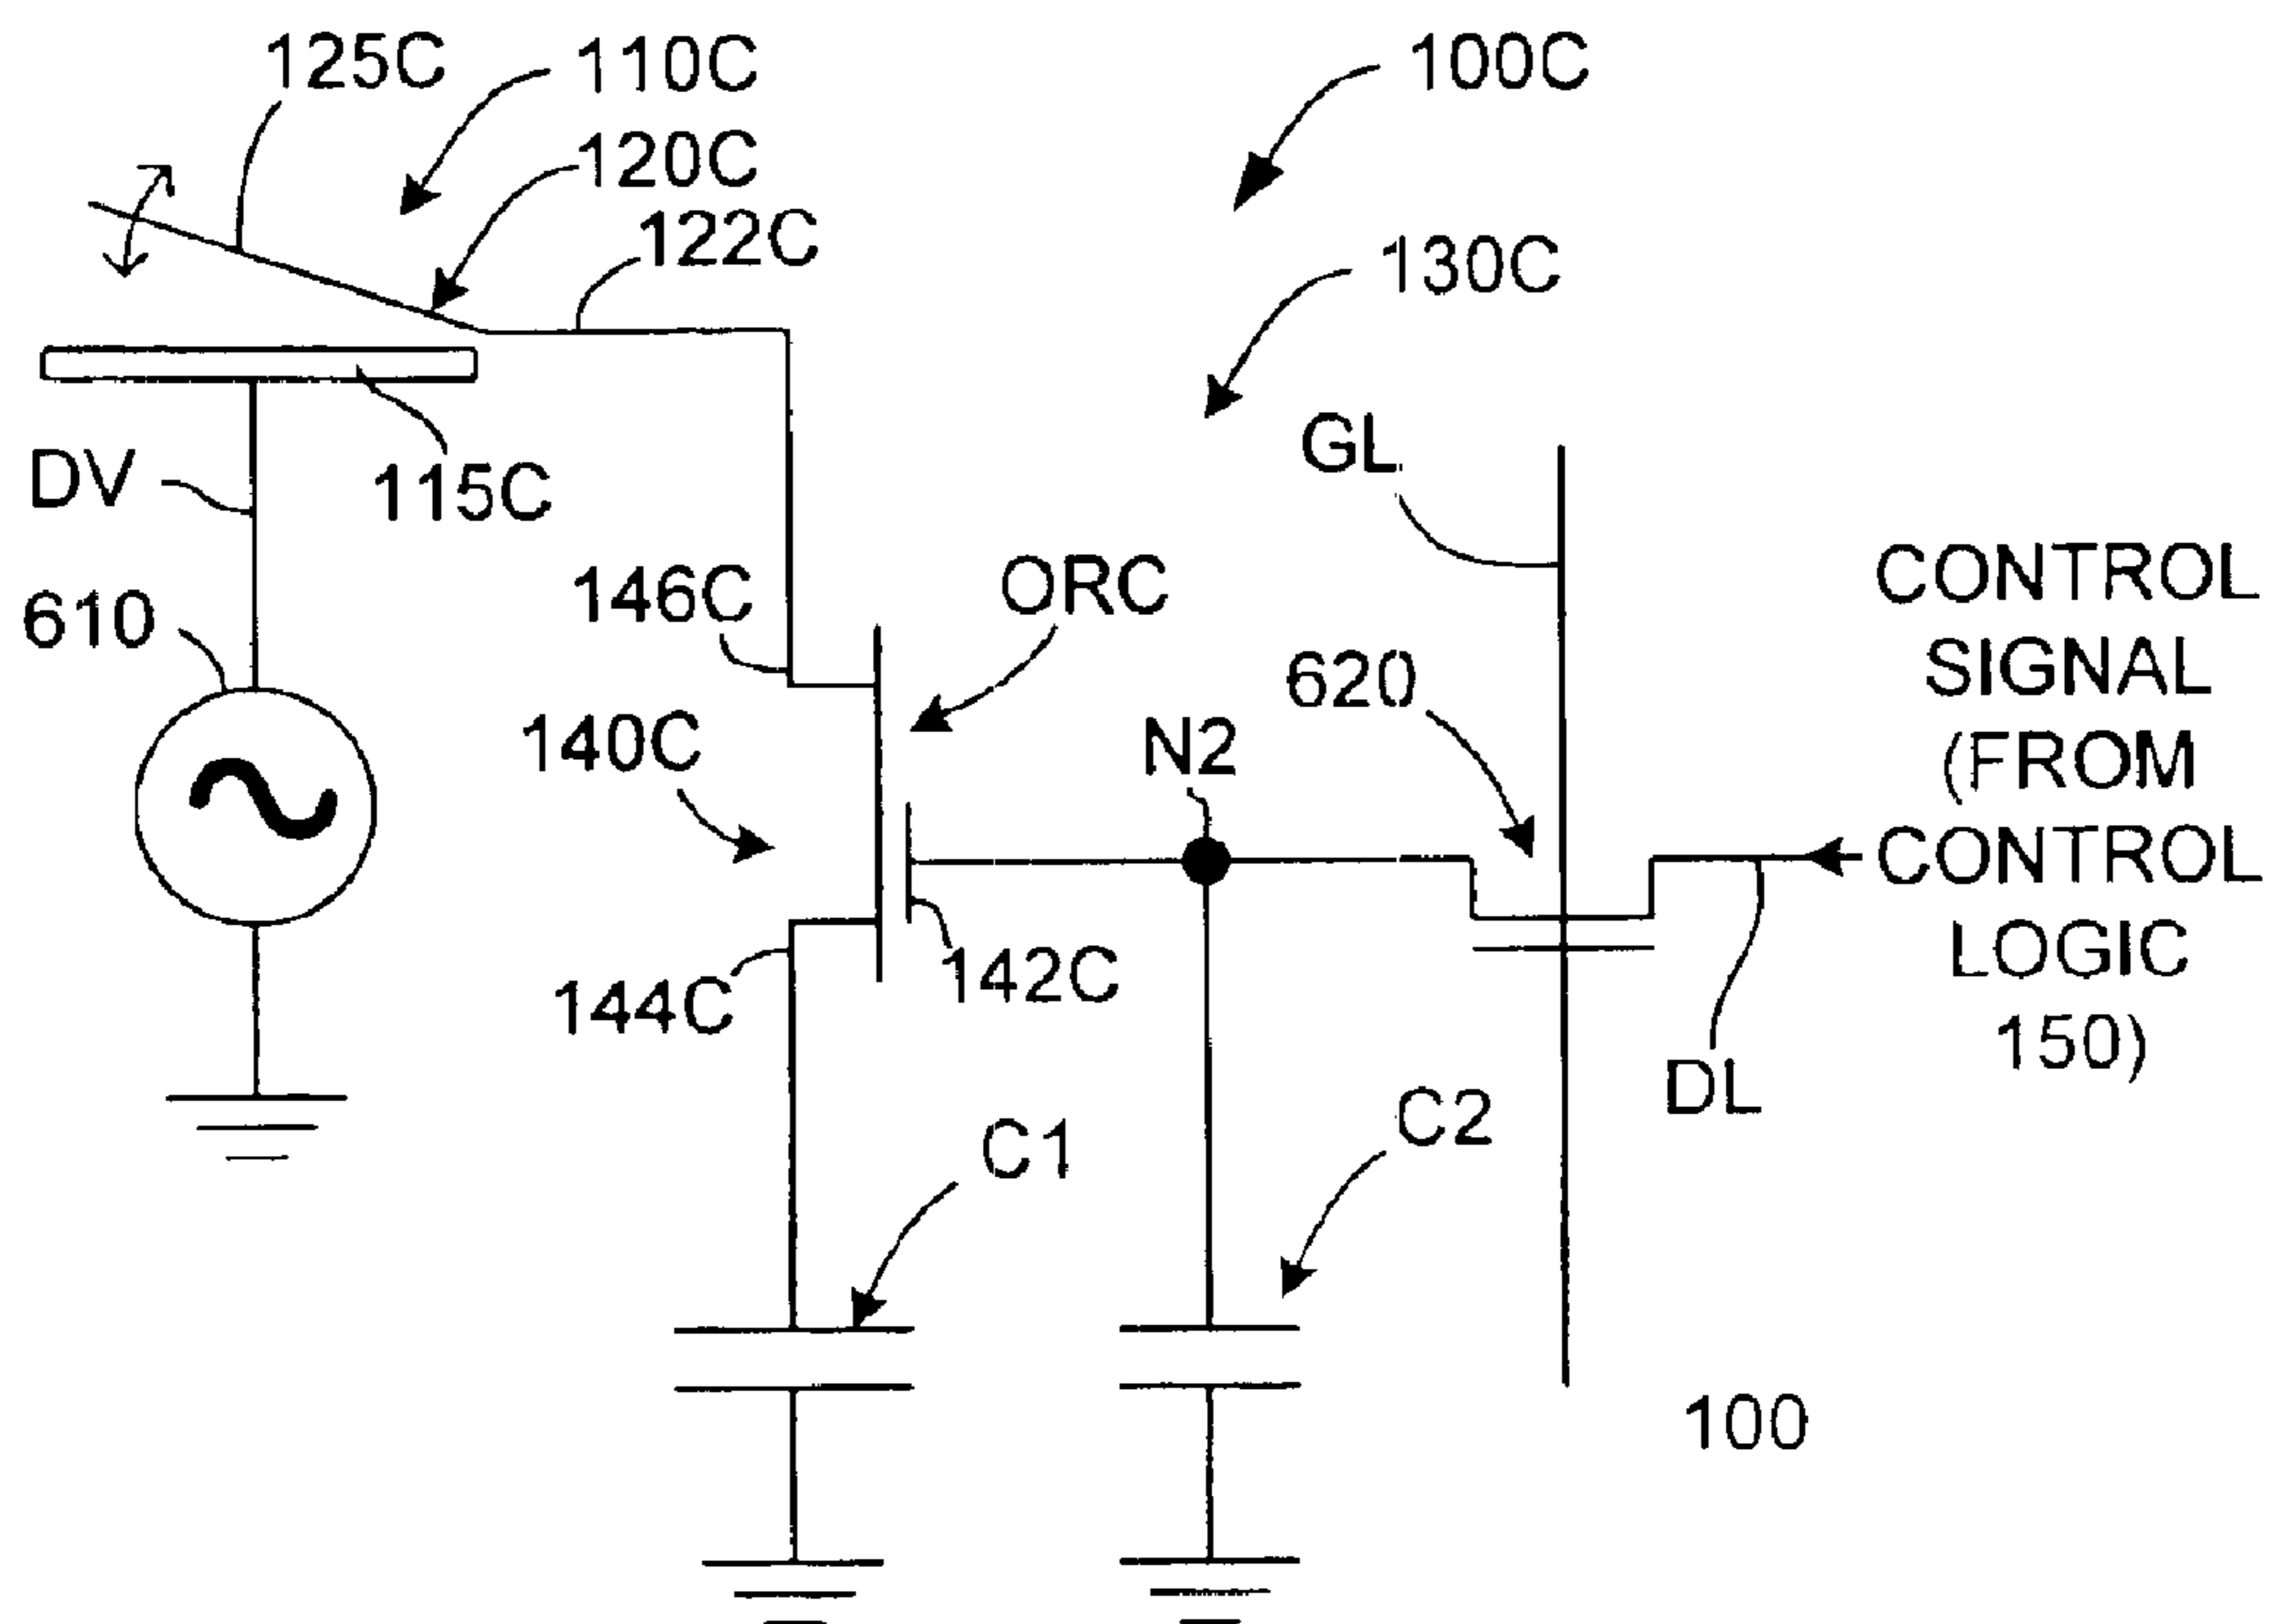 125C
110C
100C
120C
122C
130C
GL
DV
115C
146C
ORC
CONTROL
SIGNAL
(FROM
CONTROL
LOGIC
150)
610
620
140C
N2
142C
144C
DL
C1
C2
100